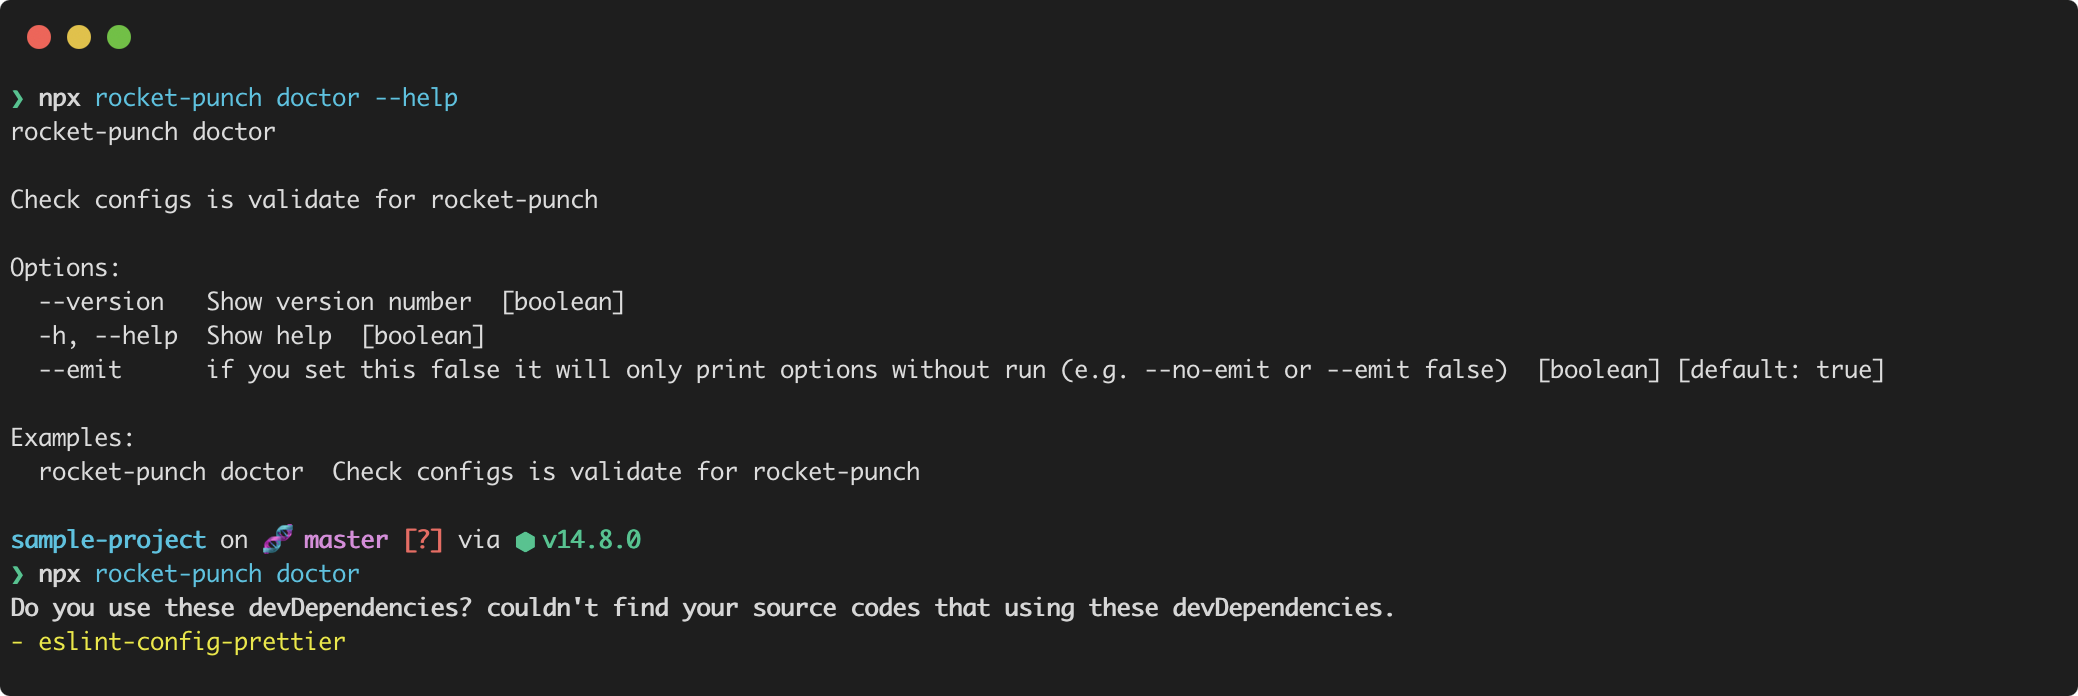 ❯ npx rocket-punch doctor --help
rocket-punch doctor
Check configs is validate for rocket-punch
Options:
  --version   Show version number  [boolean]
  -h, --help  Show help  [boolean]
  --emit      if you set this false it will only print options without run (e.g. --no-emit or --emit false)  [boolean] [default: true]
Examples:
  rocket-punch doctor  Check configs is validate for rocket-punch
sample-project on 🧬 master [?] via ⬢ v14.8.0
❯ npx rocket-punch doctor
Do you use these devDependencies? couldn't find your source codes that using these devDependencies.
- eslint-config-prettier